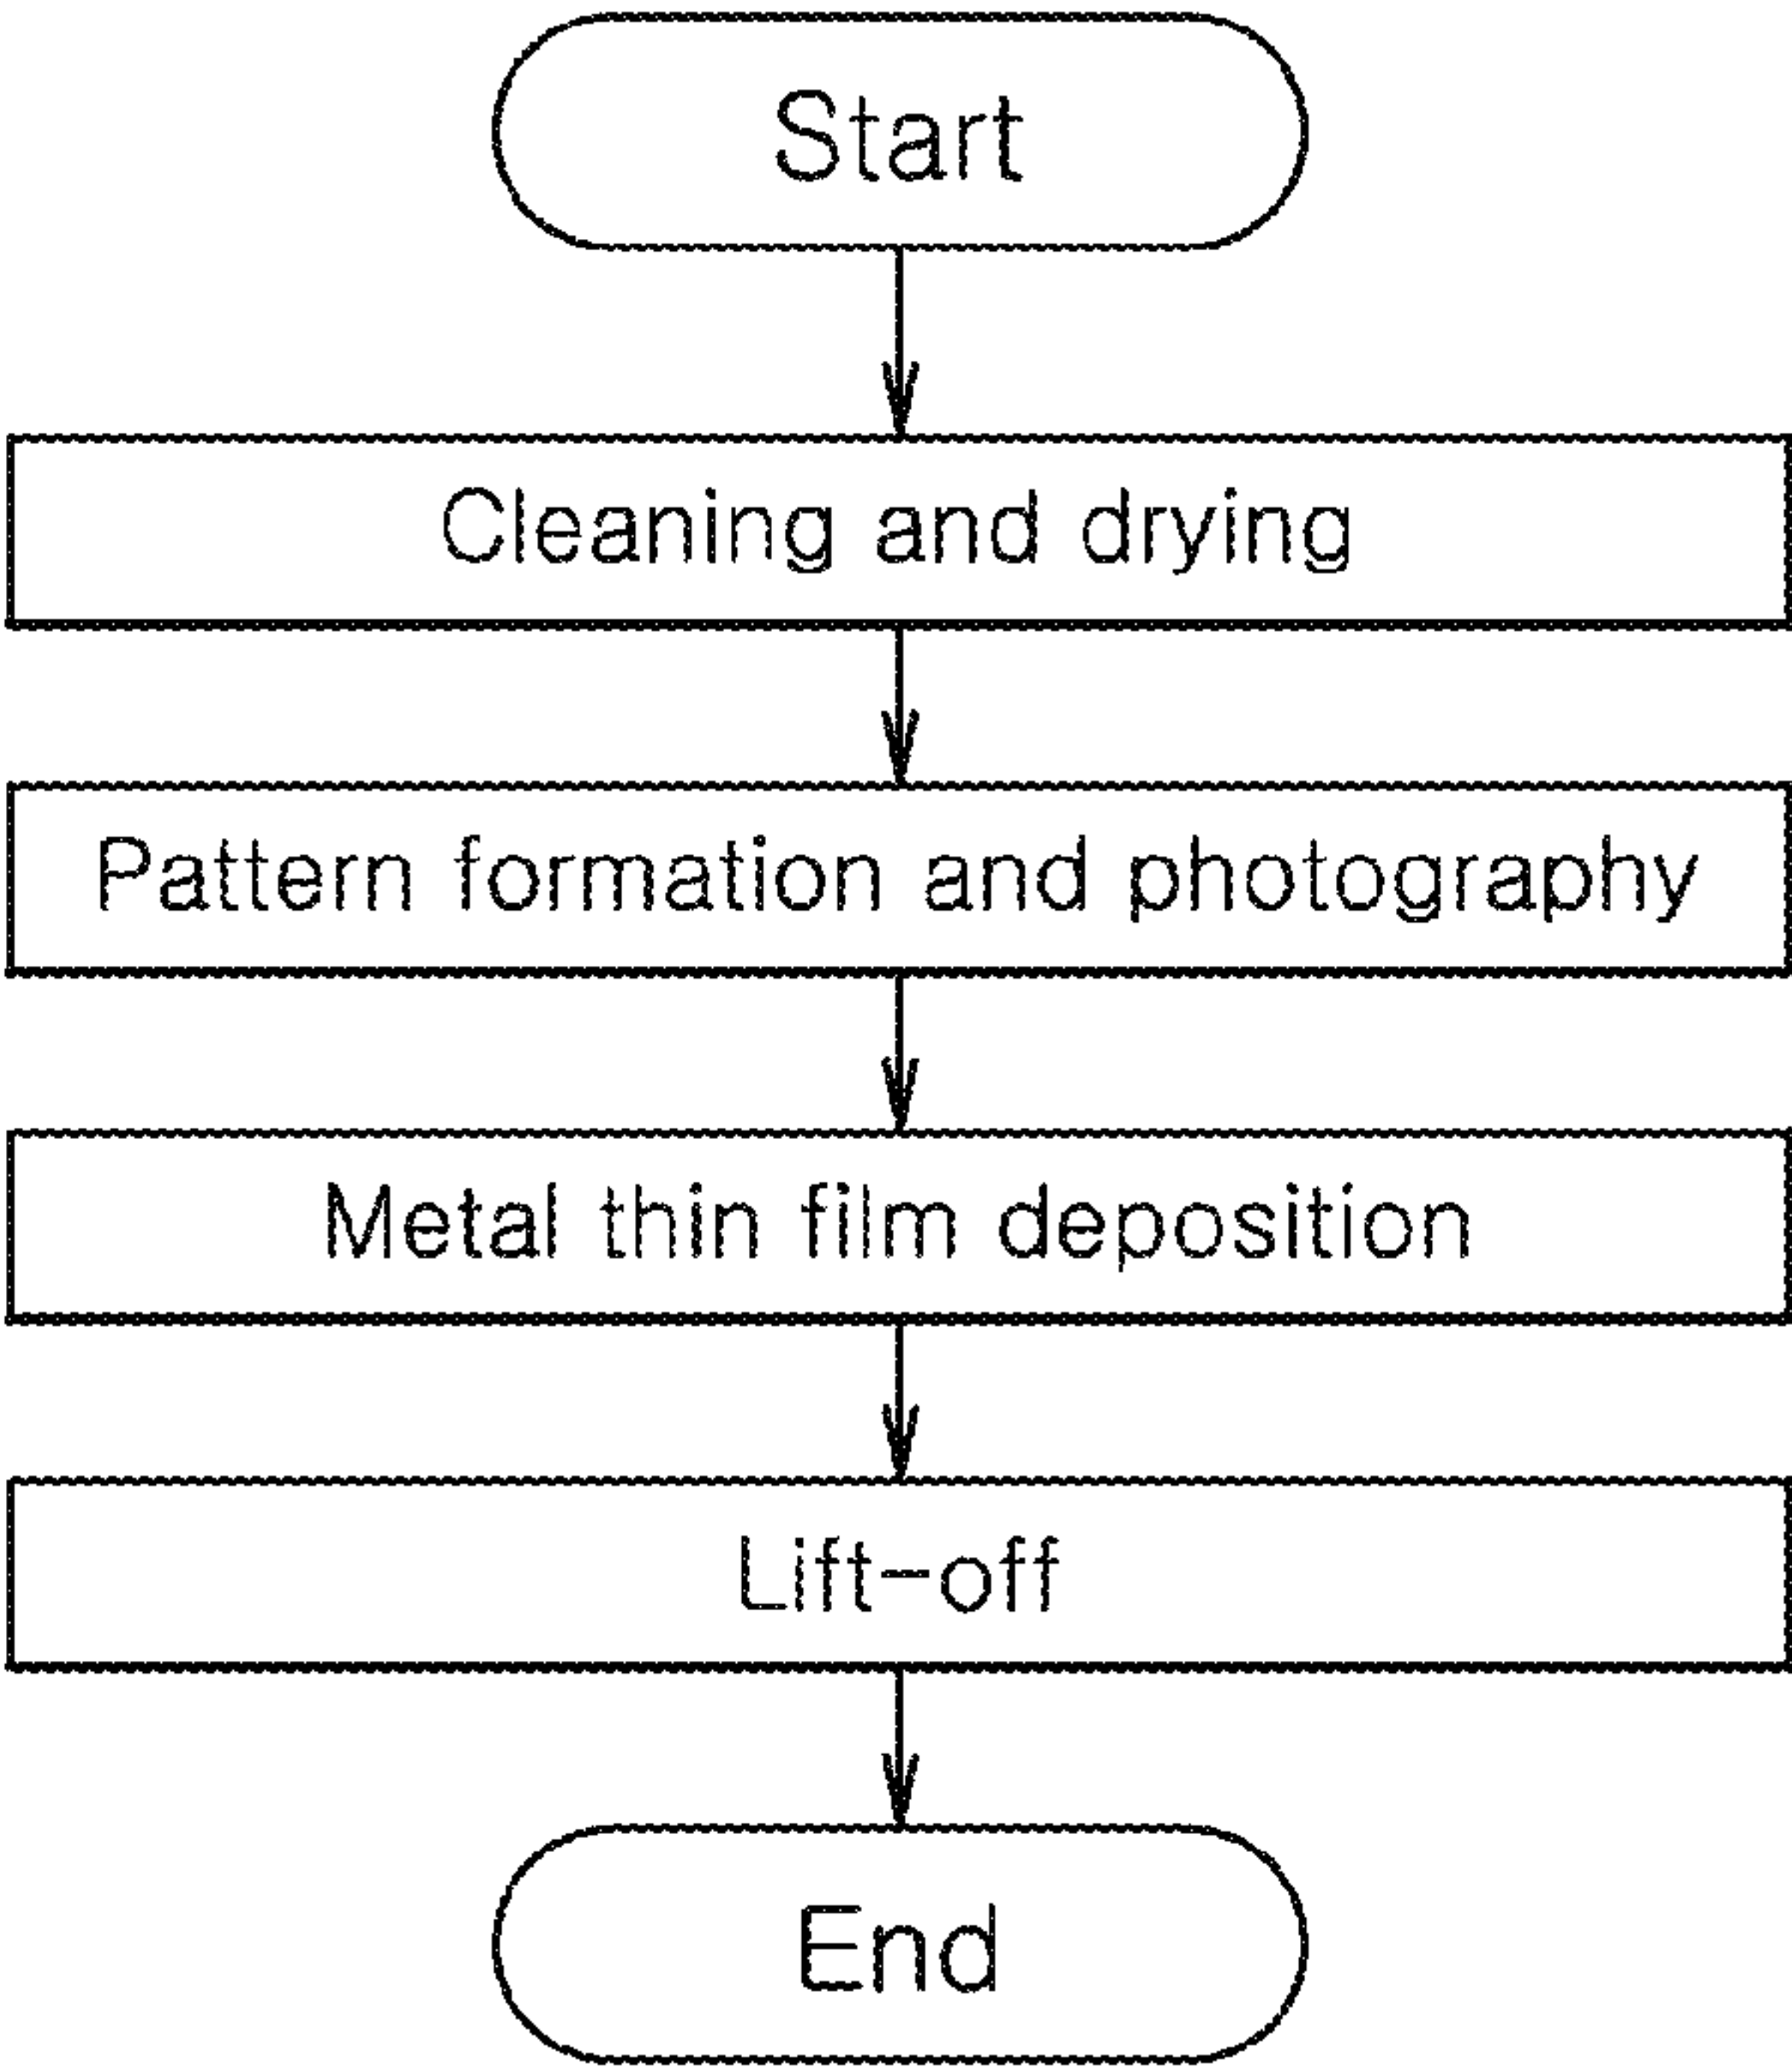 Start
Cleaning and drying
Pattern formation and photography
Metal thin film deposition
Lift-off
End